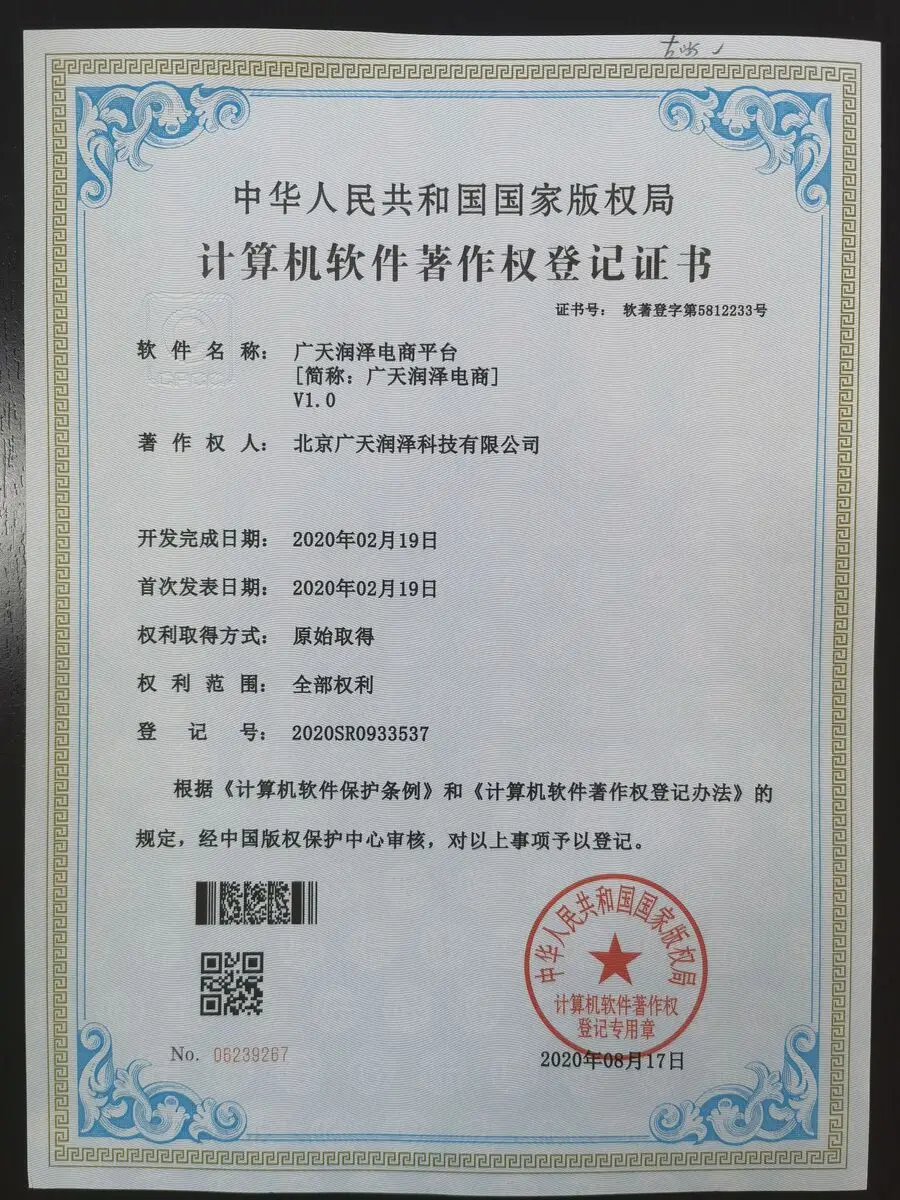 中华人民共和国国家版权局
计算机软件著作权登记证书
证书号: 软著登字第5812233号
软件名称: 广天润泽电商平台
[简称: 广天润泽电商]
V1.0
著作权人: 北京广天润泽科技有限公司
开发完成日期: 2020年02月19日
首次发表日期: 2020年02月19日
权利取得方式: 原始取得
权利范围: 全部权利
登记号: 2020SR0933537
根据《计算机软件保护条例》和《计算机软件著作权登记办法》的
规定，经中国版权保护中心审核，对以上事项予以登记。
中华人民共和国国家版权局
计算机软件著作权
登记专用章
No. 06239267
2020年08月17日